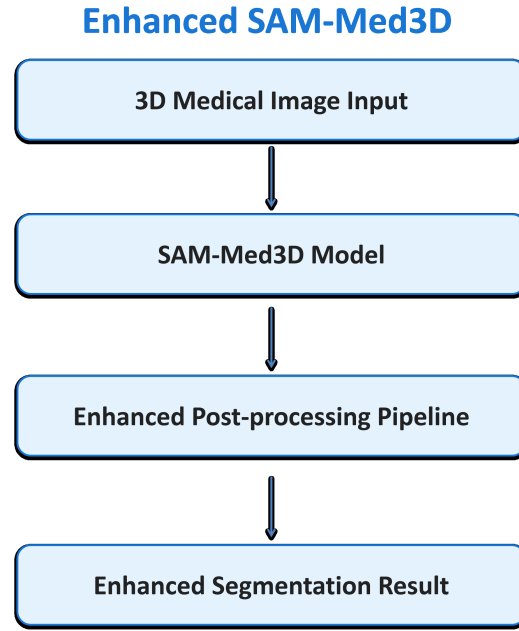 Enhanced SAM-Med3D
3D Medical Image Input
SAM-Med3D Model
Enhanced Post-processing Pipeline
Enhanced Segmentation Result